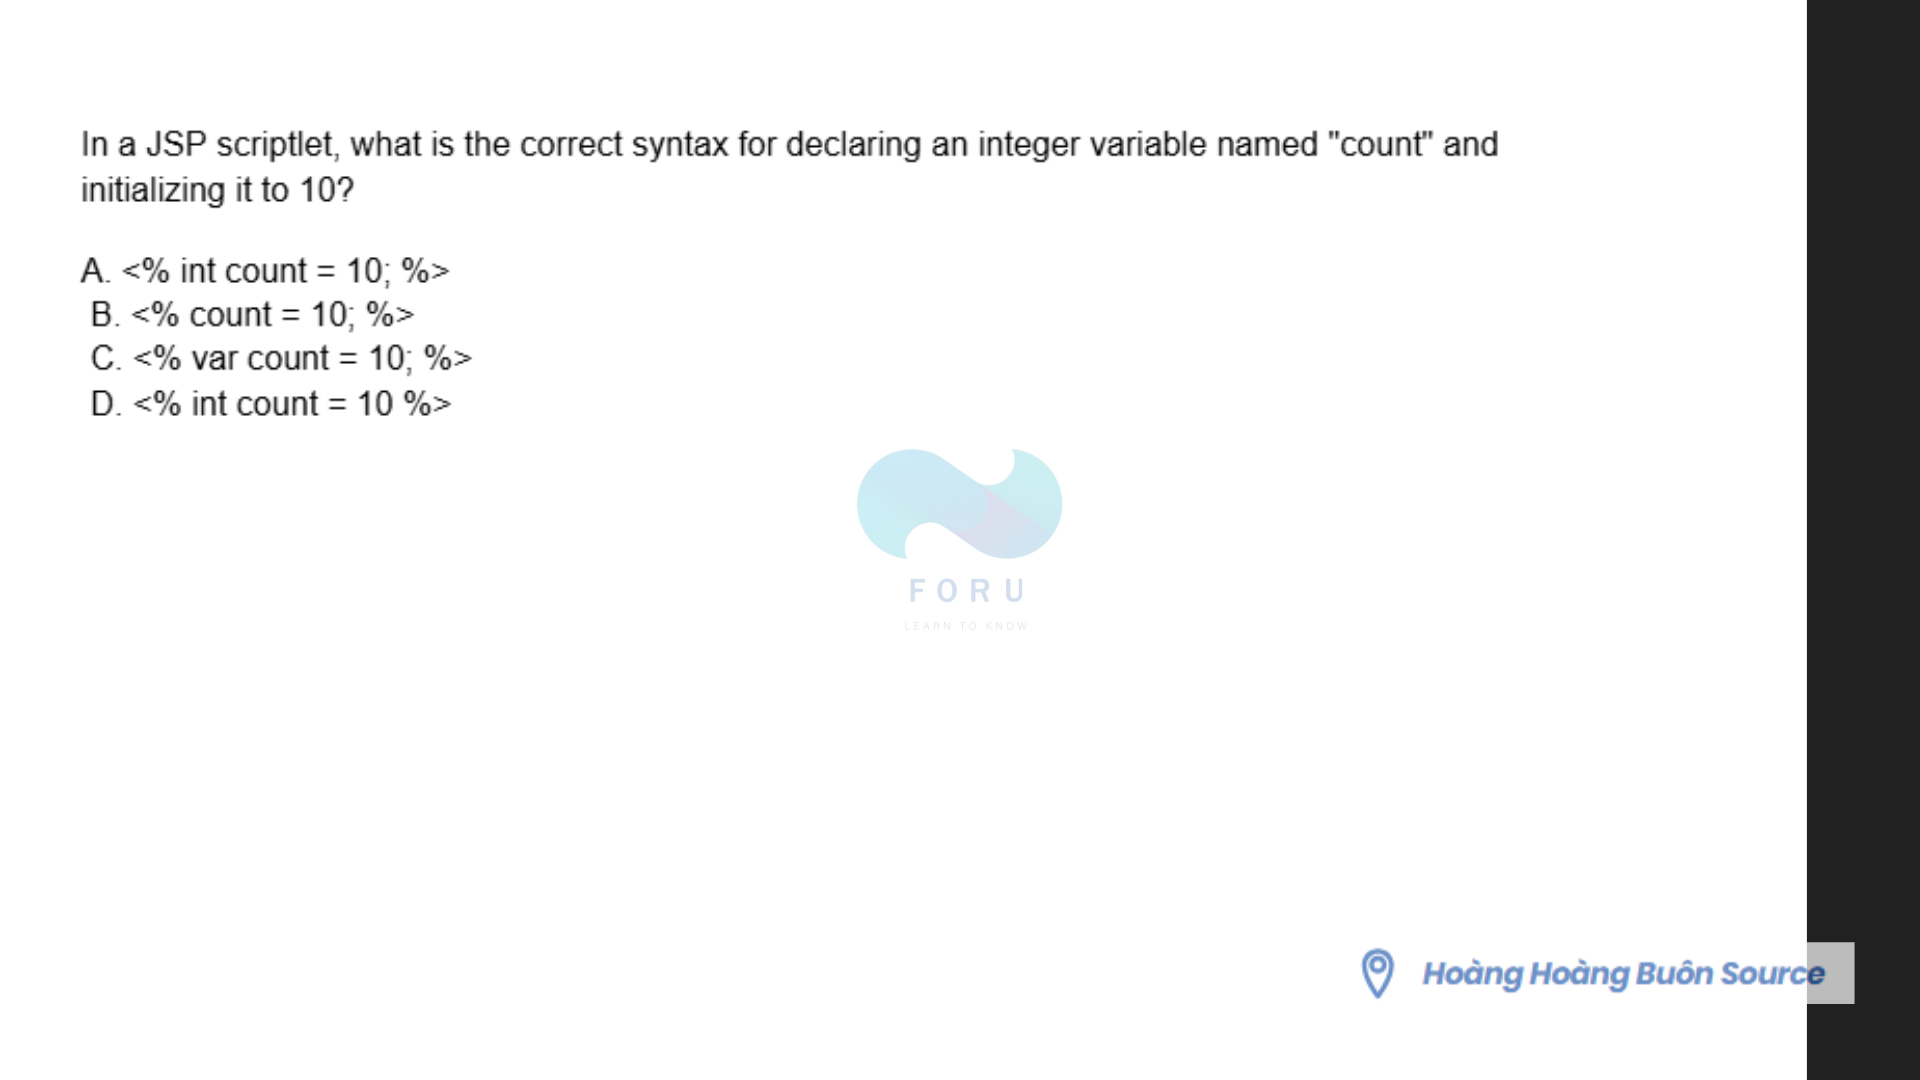 In a JSP scriptlet, what is the correct syntax for declaring an integer variable named "count" and
initializing it to 10?
A. <% int count = 10; %>
B. <% count = 10; %>
C. <% var count = 10; %>
D. <% int count = 10 %>
FORU
LEARN TO KNOW
Hoàng Hoàng Buôn Source